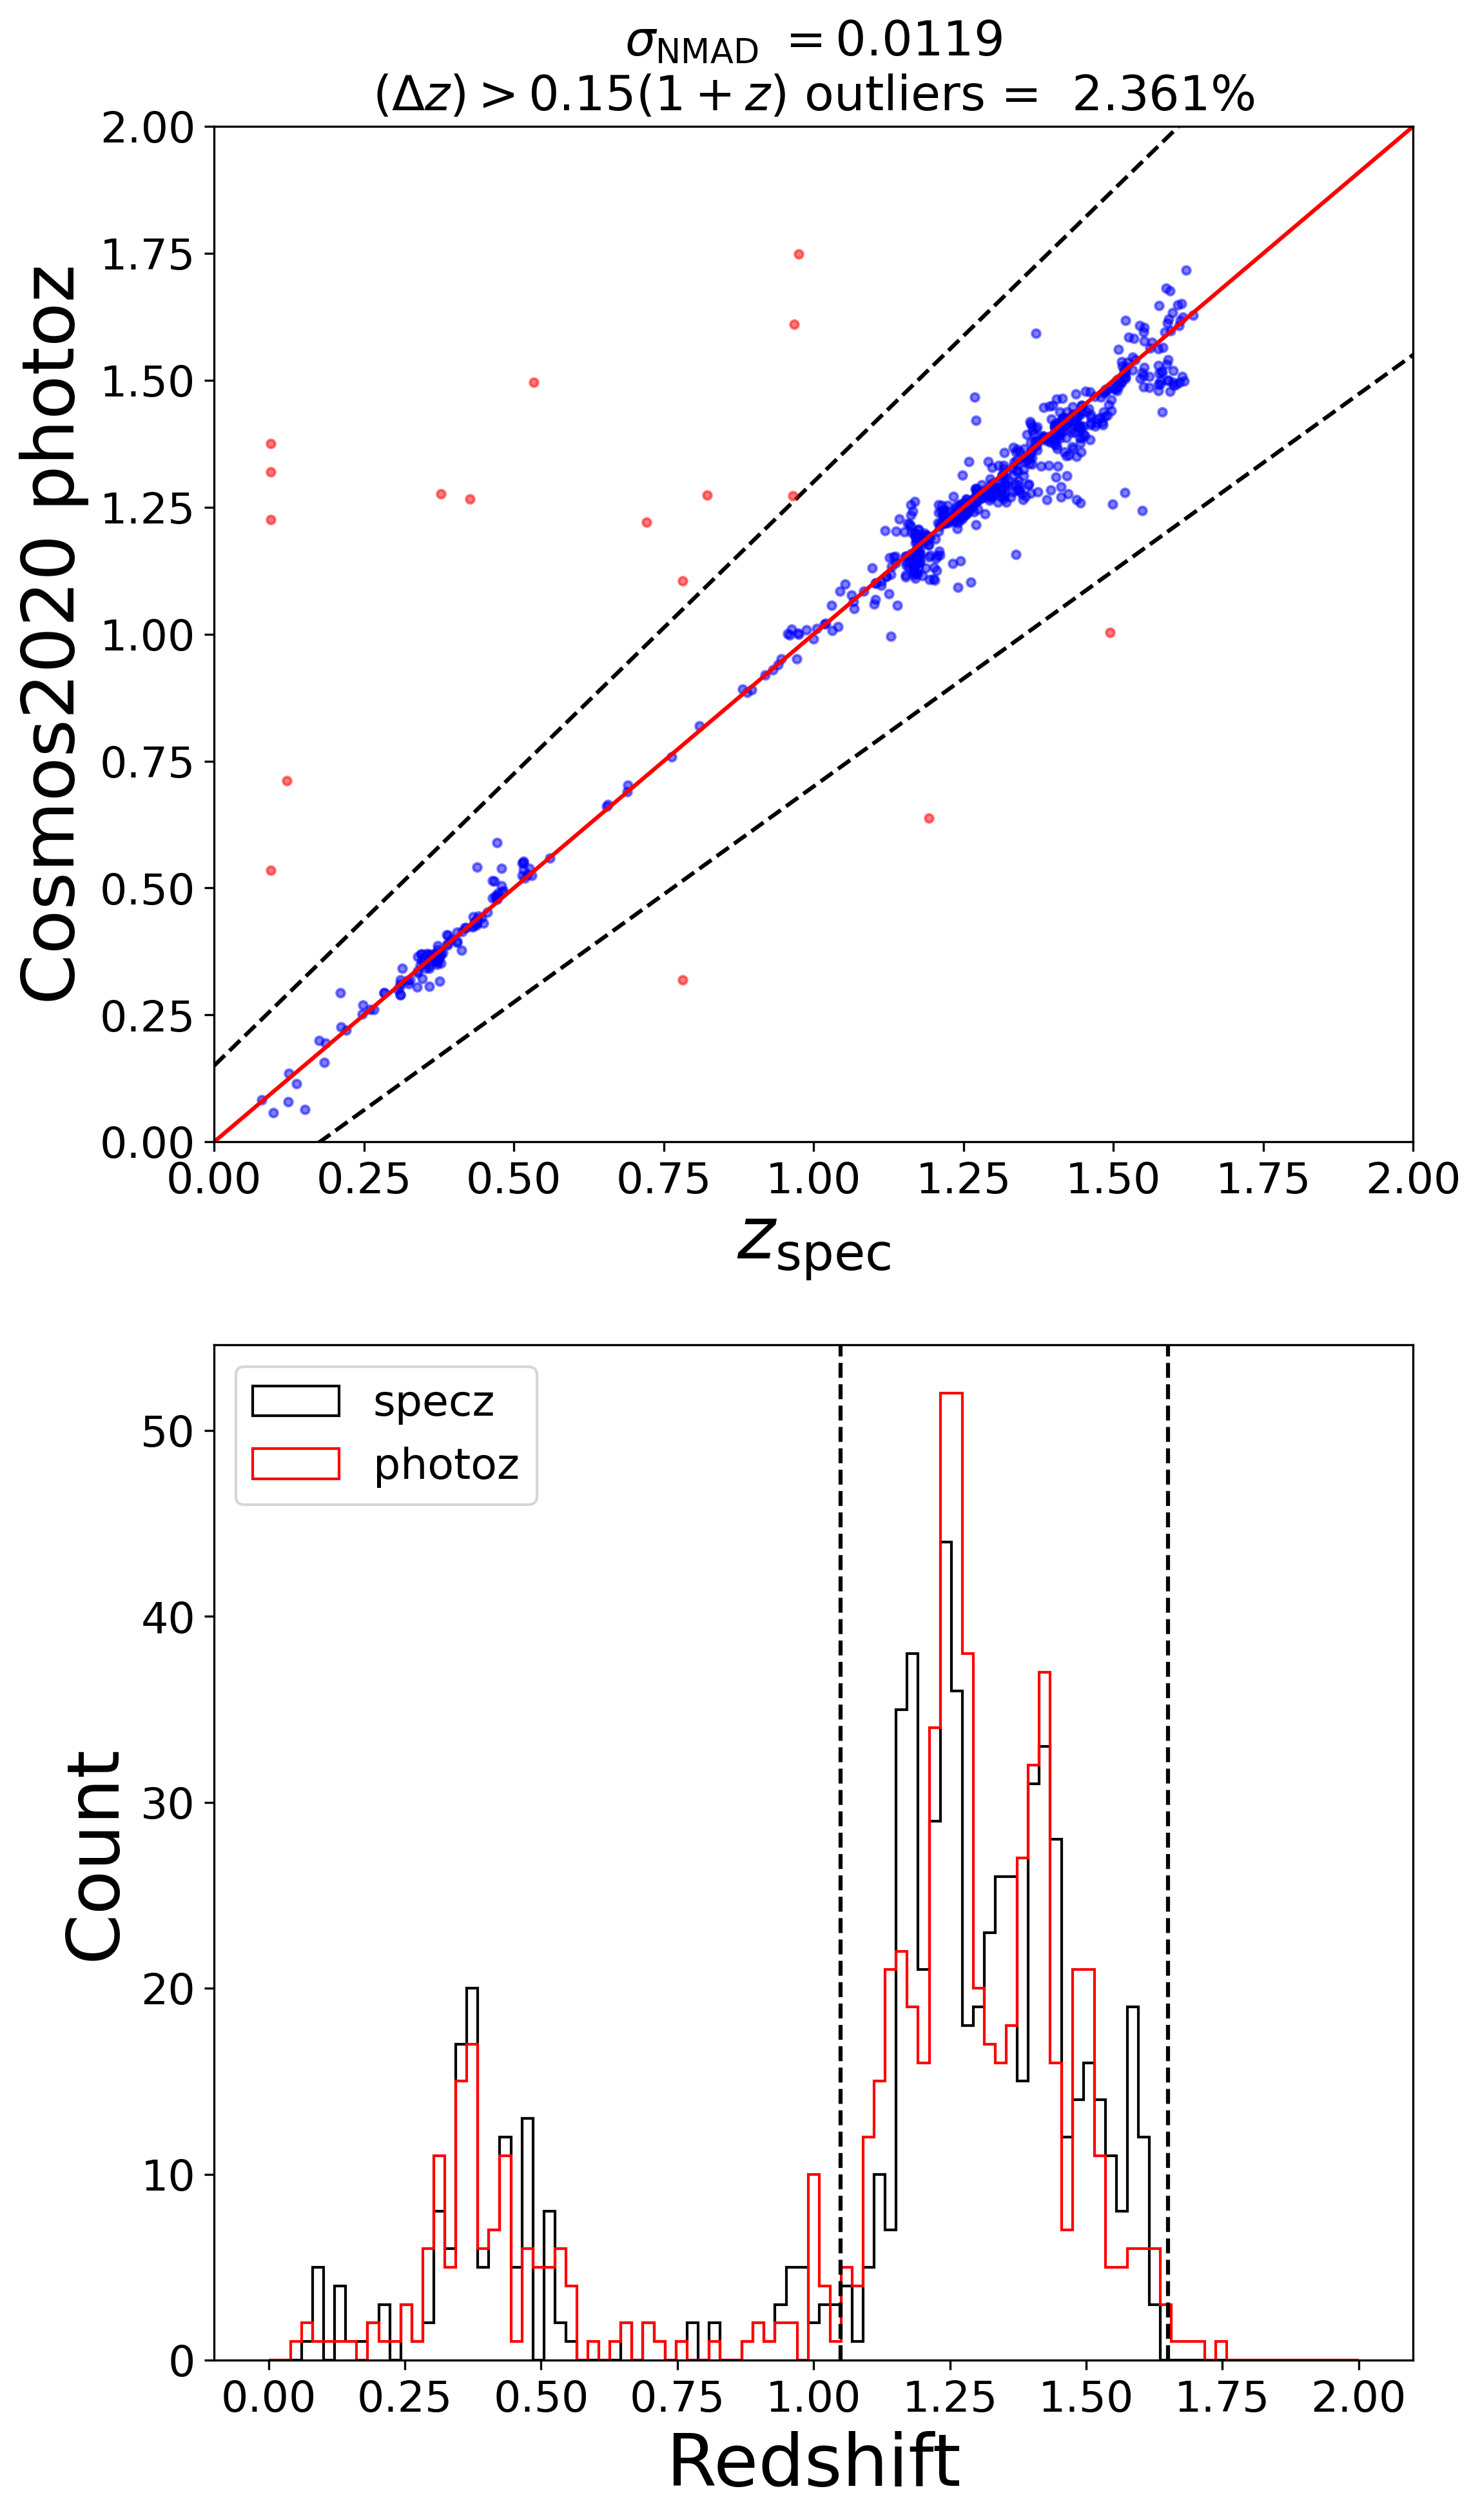 σNMAD = 0.0119
(Δz) > 0.15(1 + z) outliers = 2.361%
2.00
1.75
1.50
1.25
1.00
0.75
0.50
0.25
0.00
Cosmos2020 photoz
0.00 0.25 0.50 0.75 1.00 1.25 1.50 1.75 2.00
zspec
specz
photoz
50
40
30
20
10
0
Count
0.00 0.25 0.50 0.75 1.00 1.25 1.50 1.75 2.00
Redshift